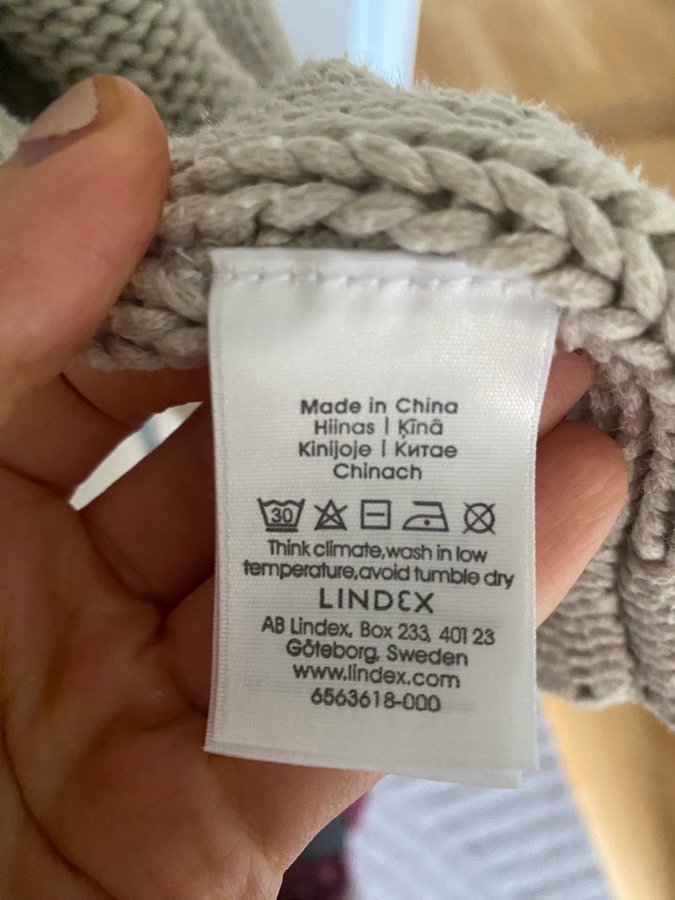 Made in China
Hiinas | Ķīnā
Kinijoje | Китае
Chinach
30
Think climate,wash in low
temperature,avoid tumble dry
LINDEX
AB Lindex, Box 233, 401 23
Göteborg, Sweden
www.lindex.com
6563618-000